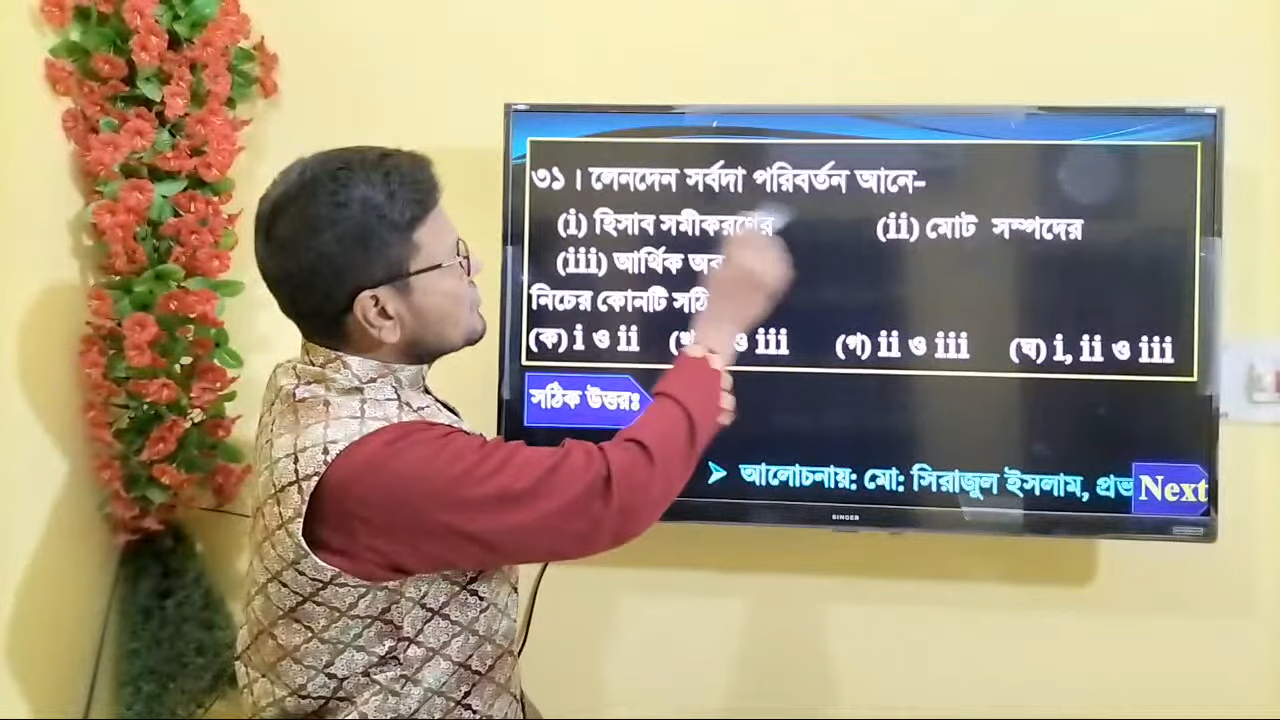 ৩১। লেনদেন সর্বদা পরিবর্তন আনে-
(i) হিসাব সমীকরণের (ii) মোট সম্পদের
(iii) আর্থিক
নিচের কোনটি
(ক) i ও ii ও iii (গ) ii ও iii (ঘ) i, ii ও iii
সঠিক উত্তরঃ
➢ আলোচনায়: মো: সিরাজুল ইসলাম,
Next
SINGER